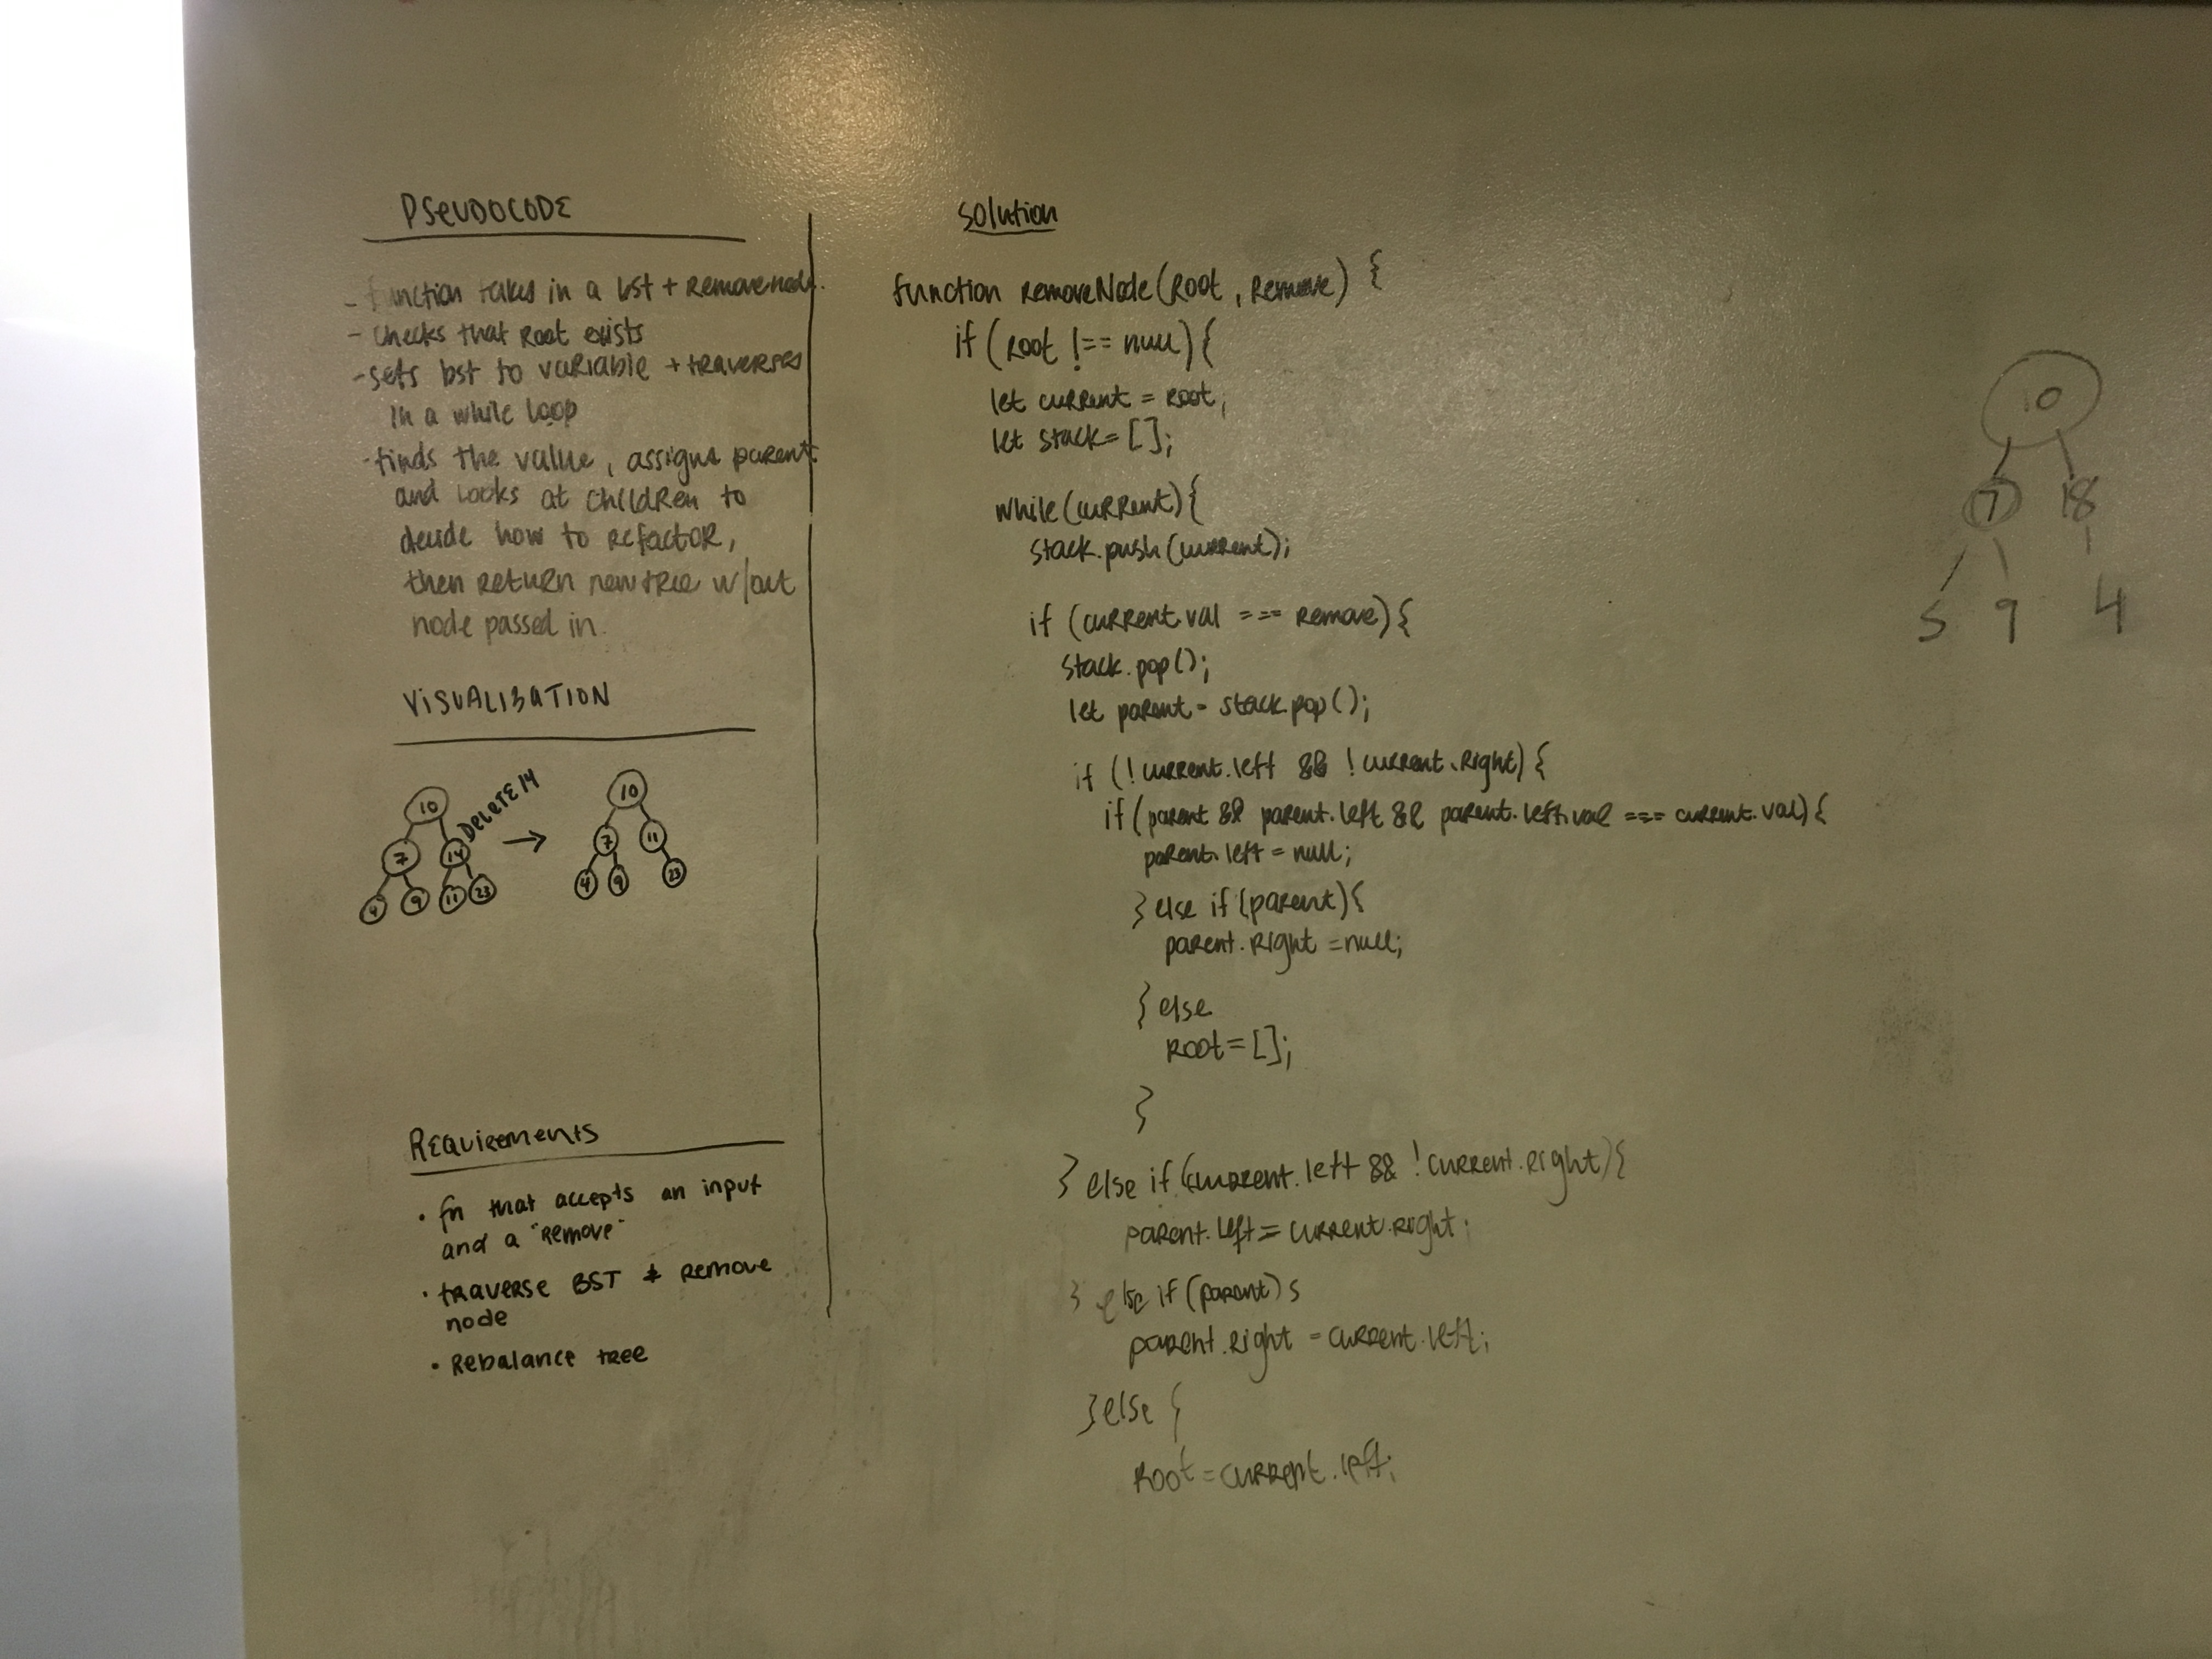 PSEUDOCODE
- function takes in a bst + remove node.
- checks that Root exists
- sets bst to variable + traverses
in a while loop
- finds the value, assigns parent
and looks at children to
decide how to refactor,
then return new tree w/out
node passed in.
VISUALIZATION
10
DELETE 14
7 14
4 9 11 23
→
10
7 11
4 9 23
Requirements
• fn that accepts an input
and a "remove"
• traverse BST + remove
node
• Rebalance tree
solution
function removeNode(Root, Remove) {
if (Root !== null) {
let current = root;
let stack = [];
while(current) {
stack.push(current);
if (current.val === remove) {
stack.pop();
let parent = stack.pop();
if (!current.left && !current.right) {
if (parent && parent.left && parent.left.val === current.val) {
parent.left = null;
} else if (parent) {
parent.right = null;
} else
Root = [];
}
} else if (current.left && !current.right) {
parent.left = current.right;
} else if (parent) {
parent.right = current.left;
} else {
Root = current.left;
10
7 18
5 9 4